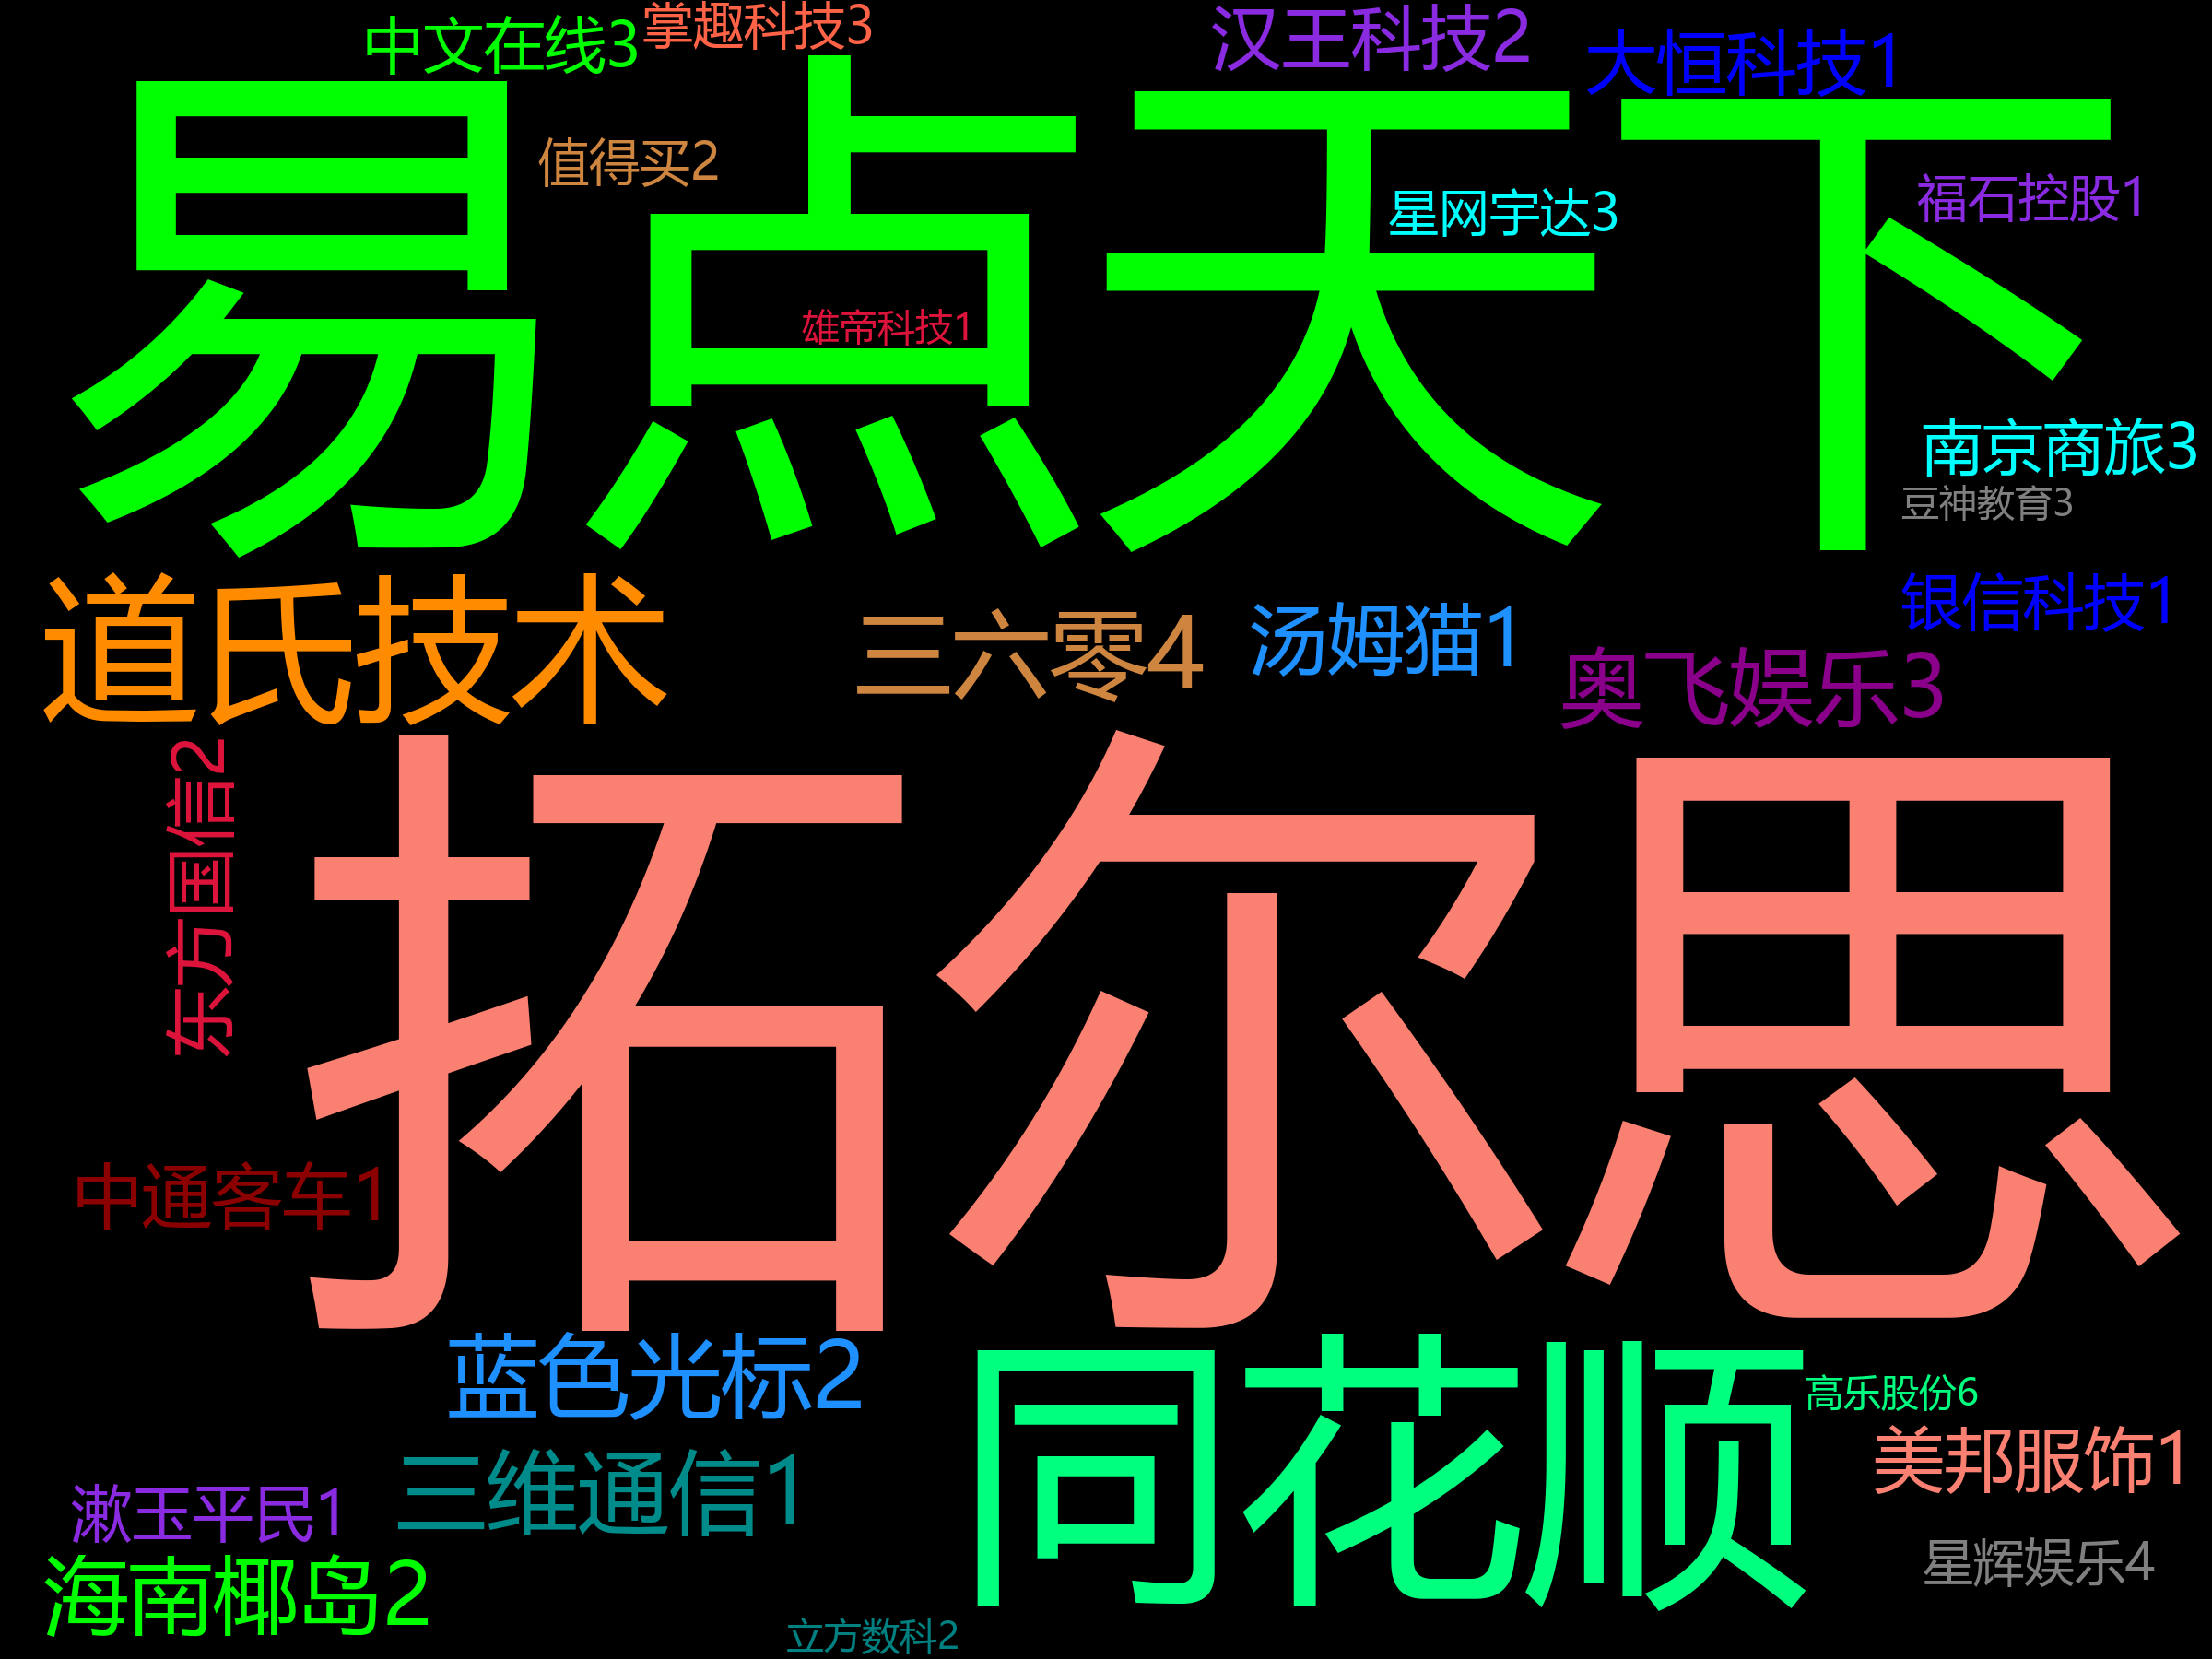 中文在线3
掌趣科技3
汉王科技2
大恒科技1
易点天下
值得买2
福石控股1
星网宇达3
雄帝科技1
南京商旅3
豆神教育3
道氏技术
三六零4
汤姆猫1
银信科技1
奥飞娱乐3
东方国信2
拓尔思
中通客车1
蓝色光标2
同花顺
高乐股份6
美邦服饰1
三维通信1
漱玉平民1
星辉娱乐4
海南椰岛2
立方数科2